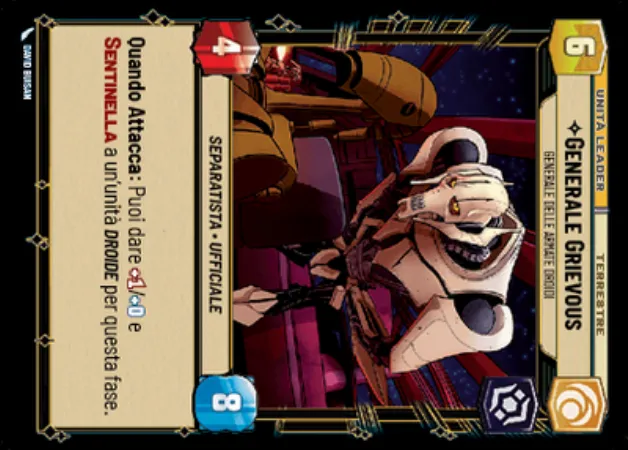 6
UNITÀ LEADER
TERRESTRE
GENERALE GRIEVOUS
GENERALE DELLE ARMATE DROIDI
4
SEPARATISTA • UFFICIALE
8
Quando Attacca: Puoi dare +1/+0 e
SENTINELLA a un'unità DROIDE per questa fase.
DAVID BUISAN